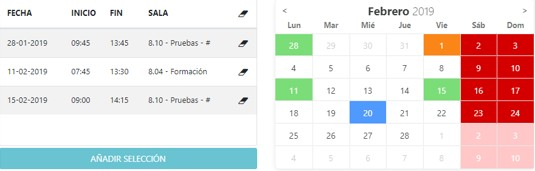 FECHA INICIO FIN SALA
28-01-2019 09:45 13:45 8.10 - Pruebas - #
11-02-2019 07:45 13:30 8.04 - Formación
15-02-2019 09:00 14:15 8.10 - Pruebas - #
AÑADIR SELECCIÓN
< Febrero 2019 >
Lun Mar Mié Jue Vie Sáb Dom
28 29 30 31 1 2 3
4 5 6 7 8 9 10
11 12 13 14 15 16 17
18 19 20 21 22 23 24
25 26 27 28 1 2 3
4 5 6 7 8 9 10